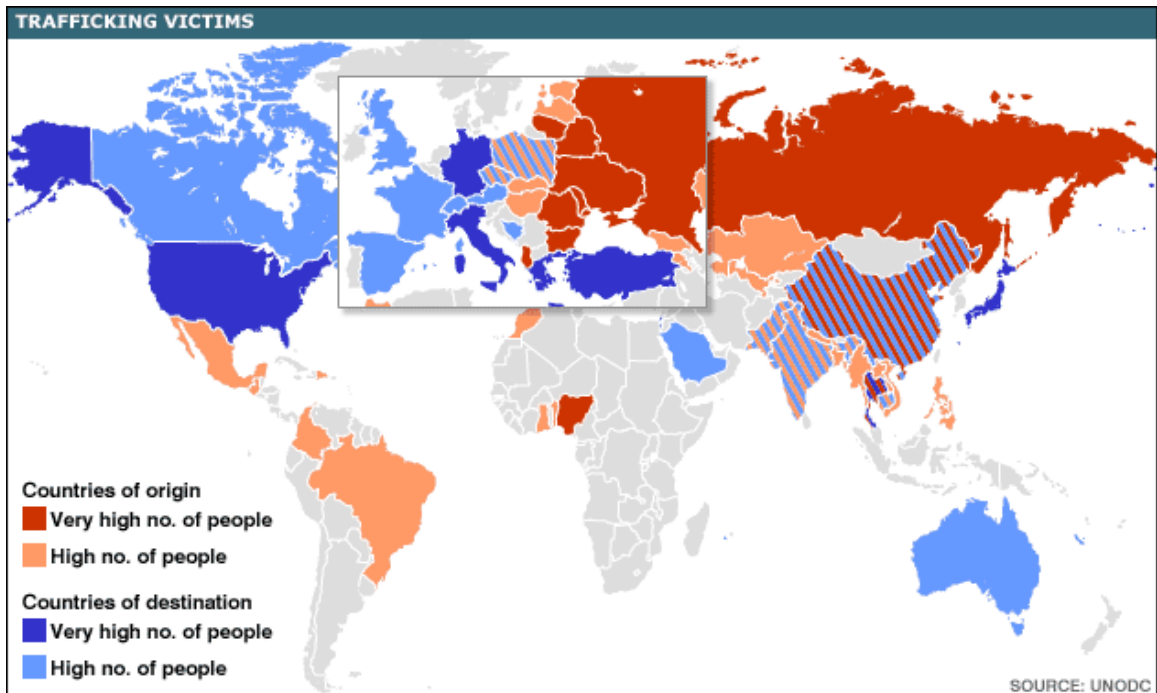 TRAFFICKING VICTIMS
Countries of origin
Very high no. of people
High no. of people
Countries of destination
Very high no. of people
High no. of people
SOURCE: UNODC